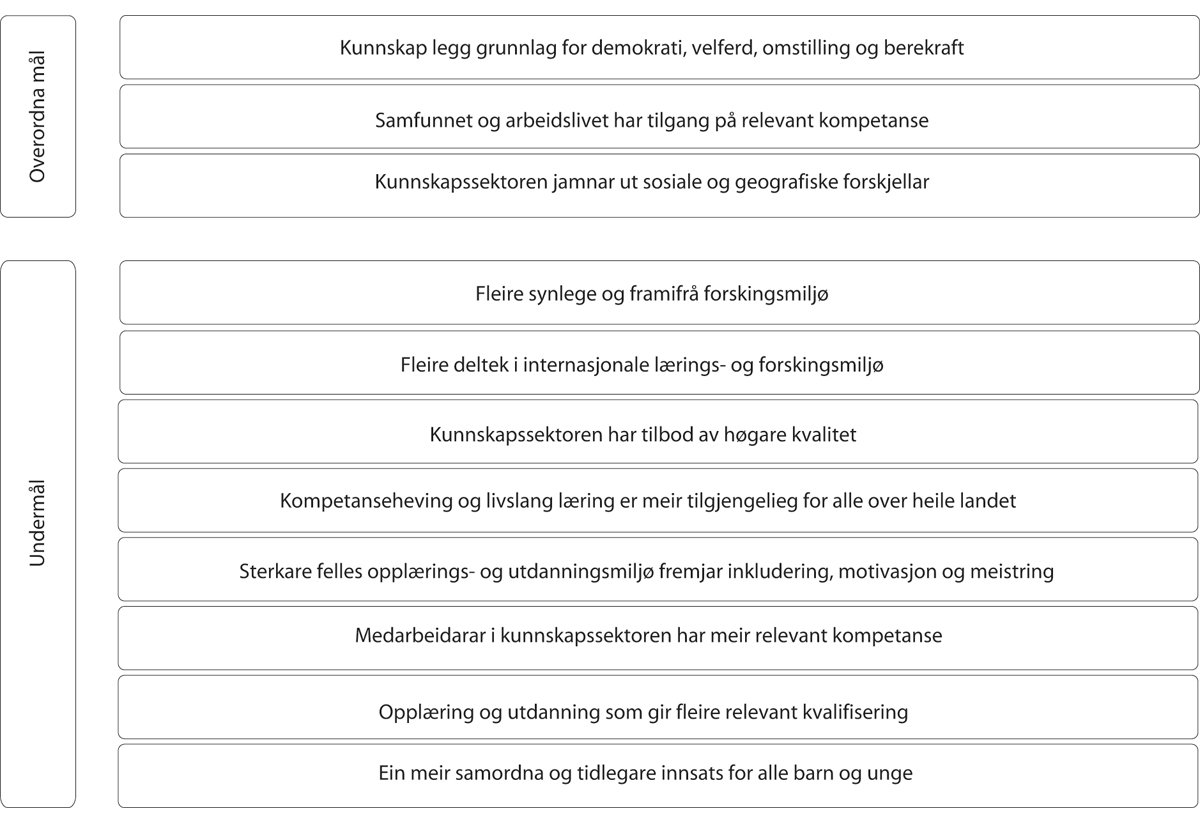 Overordna mål
Kunnskap legg grunnlag for demokrati, velferd, omstilling og berekraft
Samfunnet og arbeidslivet har tilgang på relevant kompetanse
Kunnskapssektoren jamnar ut sosiale og geografiske forskjellar
Undermål
Fleire synlege og framifrå forskingsmiljø
Fleire deltek i internasjonale lærings- og forskingsmiljø
Kunnskapssektoren har tilbod av høgare kvalitet
Kompetanseheving og livslang læring er meir tilgjengelieg for alle over heile landet
Sterkare felles opplærings- og utdanningsmiljø fremjar inkludering, motivasjon og meistring
Medarbeidarar i kunnskapssektoren har meir relevant kompetanse
Opplæring og utdanning som gir fleire relevant kvalifisering
Ein meir samordna og tidlegare innsats for alle barn og unge